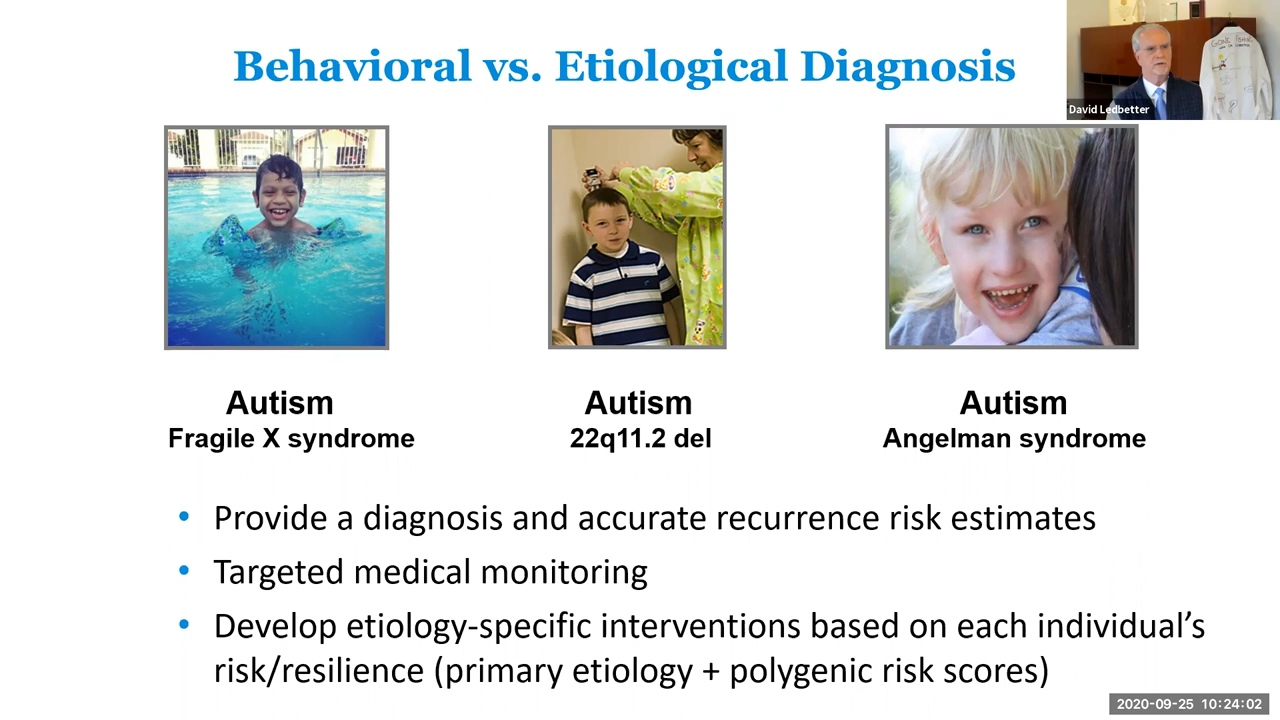 Behavioral vs. Etiological Diagnosis
David Ledbetter
Autism
Fragile X syndrome
Autism
22q11.2 del
Autism
Angelman syndrome
• Provide a diagnosis and accurate recurrence risk estimates
• Targeted medical monitoring
• Develop etiology-specific interventions based on each individual’s
risk/resilience (primary etiology + polygenic risk scores)
2020-09-25 10:24:02